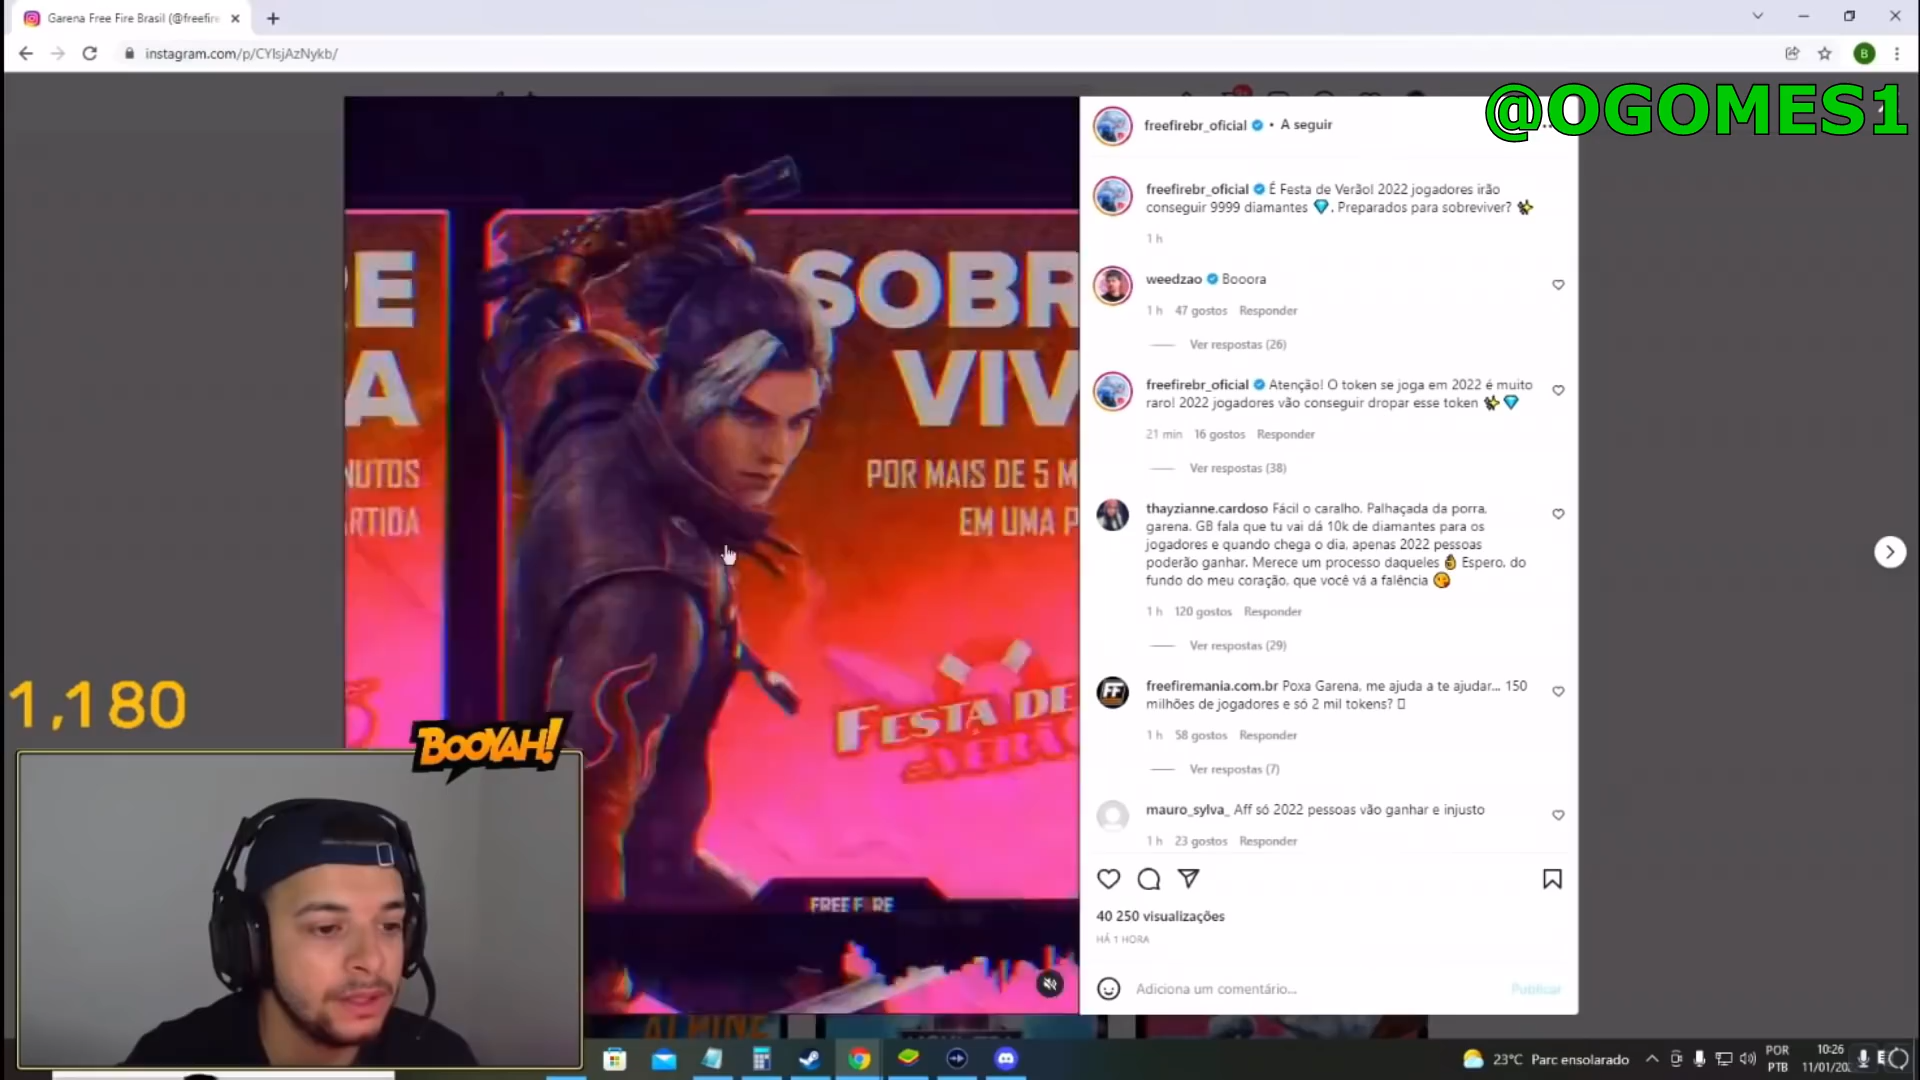 Garena Free Fire Brasil (@freefire
instagram.com/p/CYlsjAzNykb/
@OGOMES1
freefirebr_oficial • A seguir
freefirebr_oficial É Festa de Verão! 2022 jogadores irão
conseguir 9999 diamantes 💎. Preparados para sobreviver? ✨
1 h
weedzao Booora
1 h 47 gostos Responder
Ver respostas (26)
freefirebr_oficial Atenção! O token se joga em 2022 é muito
raro! 2022 jogadores vão conseguir dropar esse token ✨💎
21 min 16 gostos Responder
Ver respostas (38)
thayzianne.cardoso Fácil o caralho. Palhaçada da porra,
garena. GB fala que tu vai dá 10k de diamantes para os
jogadores e quando chega o dia, apenas 2022 pessoas
poderão ganhar. Merece um processo daqueles 👌 Espero, do
fundo do meu coração, que você vá a falência 😋
1 h 120 gostos Responder
Ver respostas (29)
freefiremania.com.br Poxa Garena, me ajuda a te ajudar... 150
milhões de jogadores e só 2 mil tokens?
1 h 58 gostos Responder
Ver respostas (7)
mauro_sylva_ Aff só 2022 pessoas vão ganhar e injusto
1 h 23 gostos Responder
40 250 visualizações
HÁ 1 HORA
Adiciona um comentário...
Publicar
RE
A
NUTOS
ARTIDA
SOBR
VIV
POR MAIS DE 5 M
EM UMA P
FESTA DE
VERÃO
FREE FIRE
1,180
BOOYAH!
ALPINE
23°C Parc ensolarado
POR
PTB
10:26
11/01/20